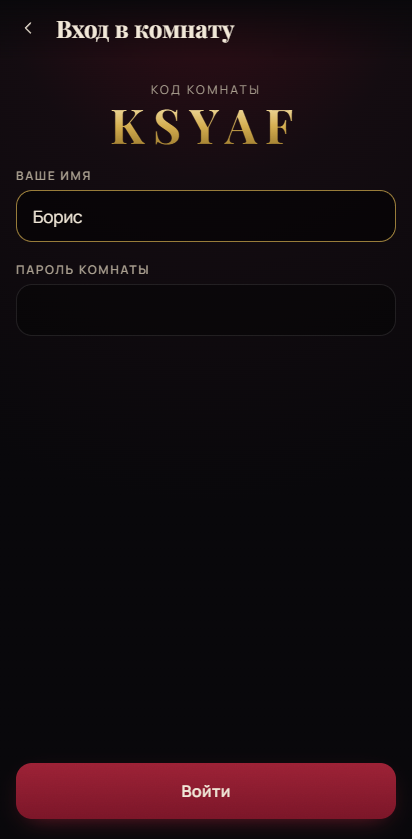 Вход в комнату
КОД КОМНАТЫ
KSYAF
ВАШЕ ИМЯ
Борис
ПАРОЛЬ КОМНАТЫ
Войти